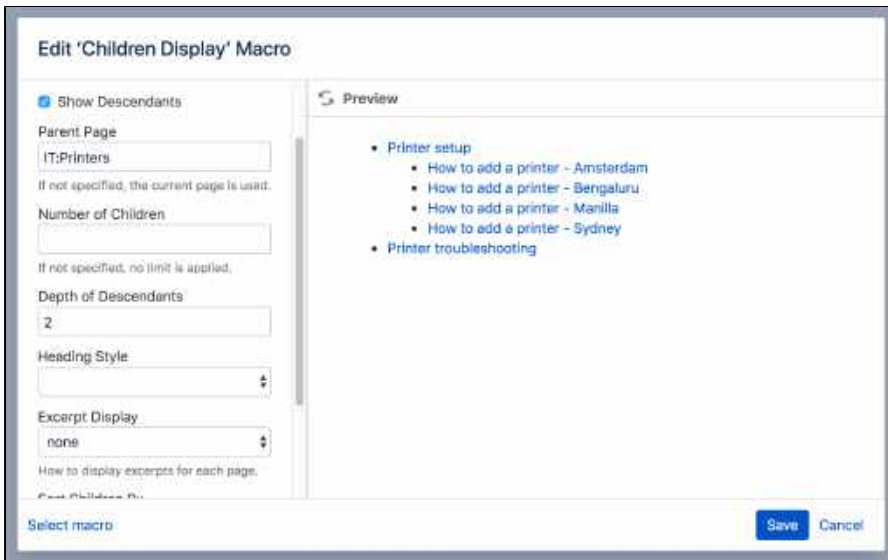 Edit ‘Children Display’ Macro
Show Descendants
Parent Page
IT:Printers
If not specified, the current page is used.
Number of Children
If not specified, no limit is applied.
Depth of Descendants
2
Heading Style
Excerpt Display
none
How to display excerpts for each page.
Sort Children By
Select macro
Preview
• Printer setup
• How to add a printer - Amsterdam
• How to add a printer - Bengaluru
• How to add a printer - Manilla
• How to add a printer - Sydney
• Printer troubleshooting
Save Cancel